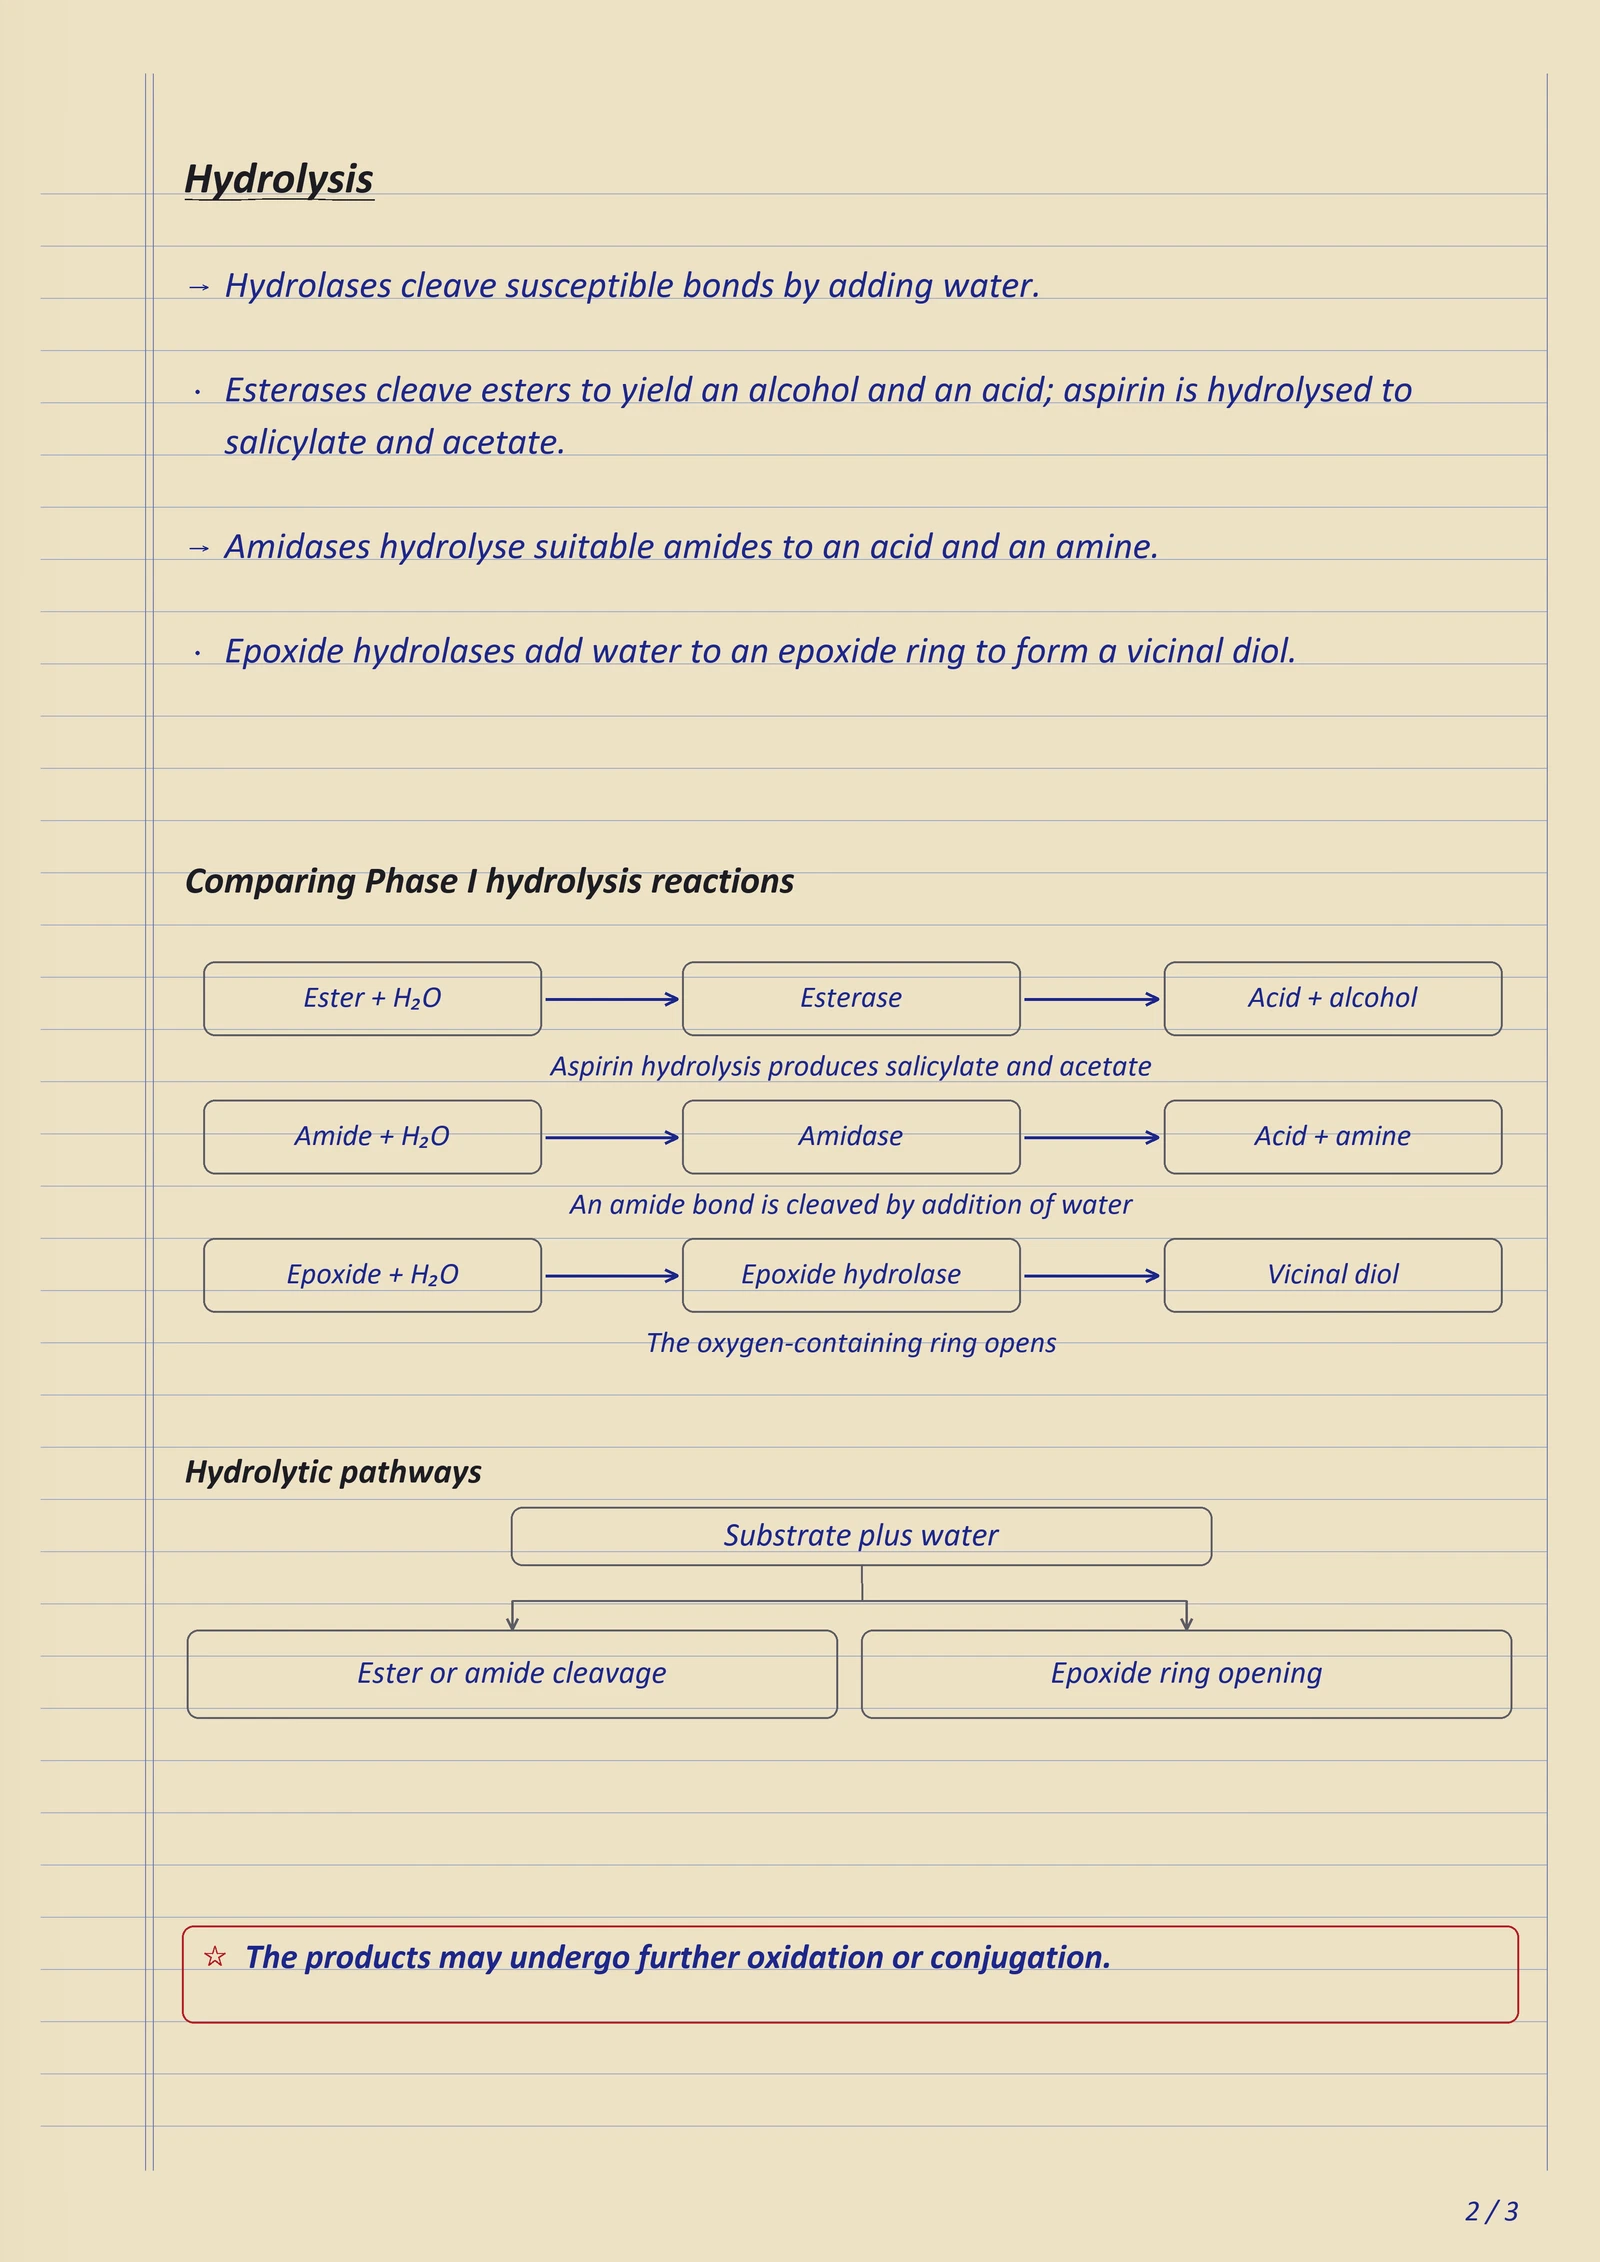 Hydrolysis
→ Hydrolases cleave susceptible bonds by adding water.
· Esterases cleave esters to yield an alcohol and an acid; aspirin is hydrolysed to
salicylate and acetate.
→ Amidases hydrolyse suitable amides to an acid and an amine.
· Epoxide hydrolases add water to an epoxide ring to form a vicinal diol.
Comparing Phase I hydrolysis reactions
Ester + H₂O
Esterase
Acid + alcohol
Aspirin hydrolysis produces salicylate and acetate
Amide + H₂O
Amidase
Acid + amine
An amide bond is cleaved by addition of water
Epoxide + H₂O
Epoxide hydrolase
Vicinal diol
The oxygen-containing ring opens
Hydrolytic pathways
Substrate plus water
Ester or amide cleavage
Epoxide ring opening
☆ The products may undergo further oxidation or conjugation.
2 / 3